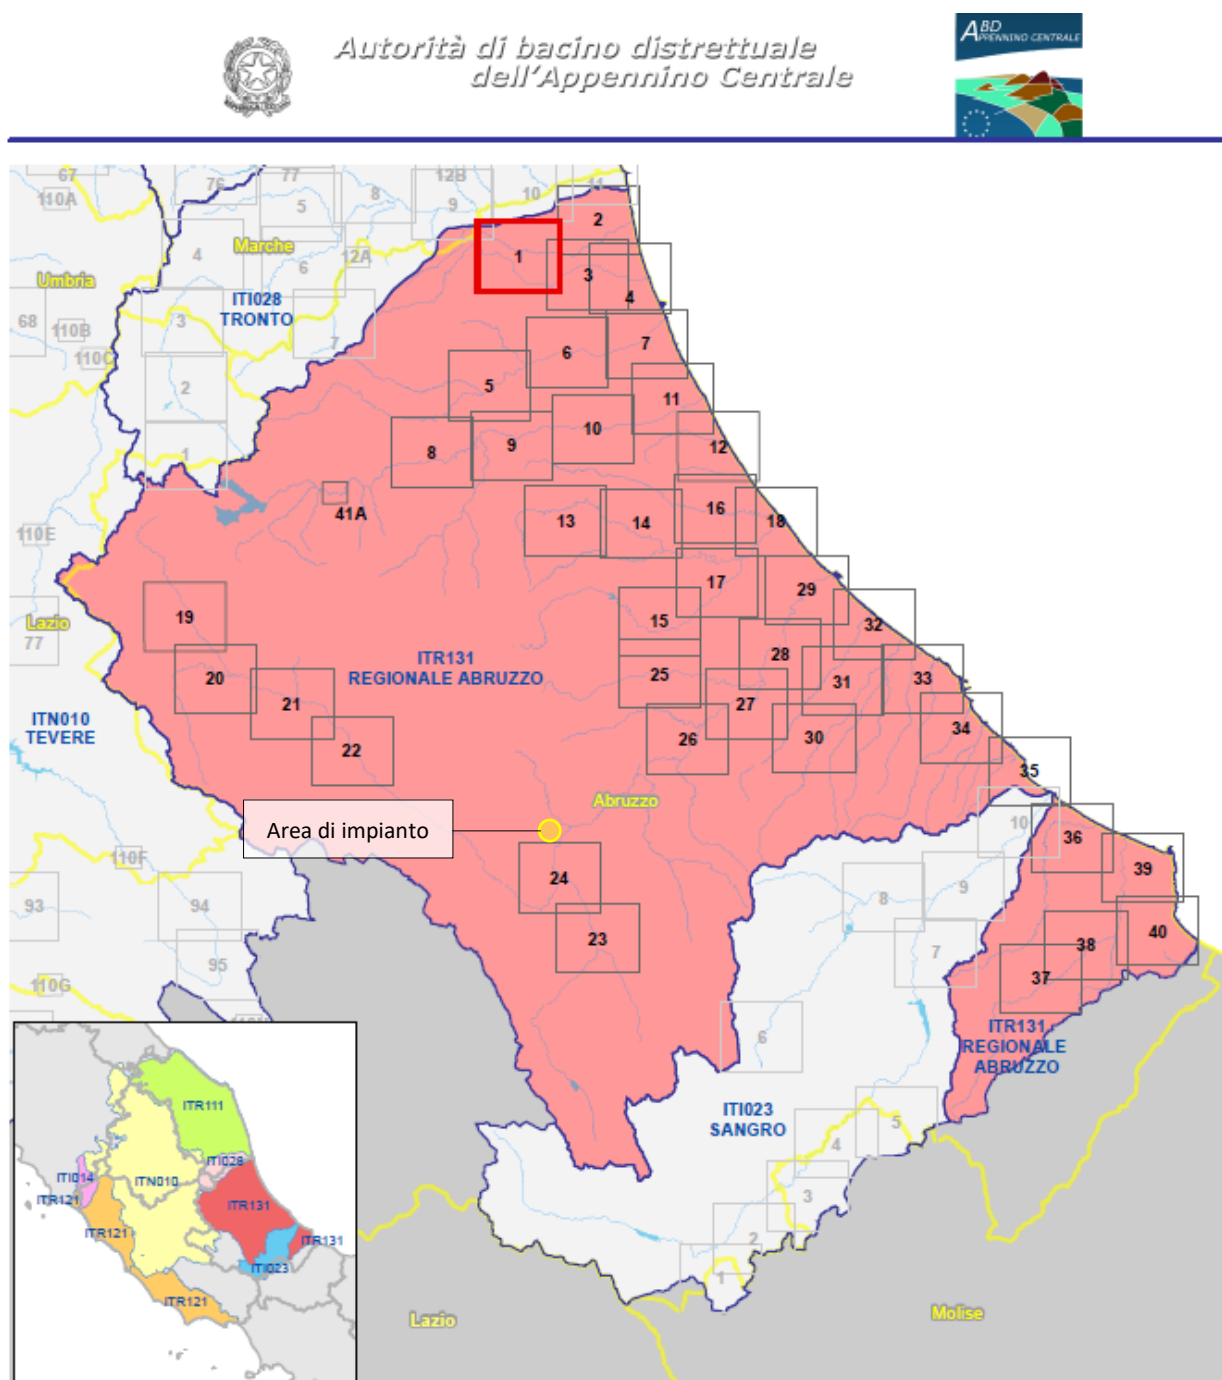 Autorità di bacino distrettuale
dell'Appennino Centrale
ABD
APPENNINO CENTRALE
67
76
77
12B
11
110A
5
8
9
10
2
4
Marche
6
12A
1
3
4
Umbria
ITI028
TRONTO
68
110B
3
7
6
7
110C
2
5
11
1
8
9
10
12
41A
13
14
16
18
110E
17
29
19
15
32
Lazio
77
ITR131
REGIONALE ABRUZZO
20
25
28
31
33
21
27
ITN010
TEVERE
22
26
30
34
35
Abruzzo
Area di impianto
10
36
110F
24
8
9
39
93
94
23
7
38
40
95
37
110G
6
ITR131
REGIONALE
ABRUZZO
ITI023
SANGRO
5
4
3
2
1
Lazio
Molise
ITR111
ITI028
ITI014
ITN010
ITR121
ITR131
ITR121
ITR131
ITI023
ITR121